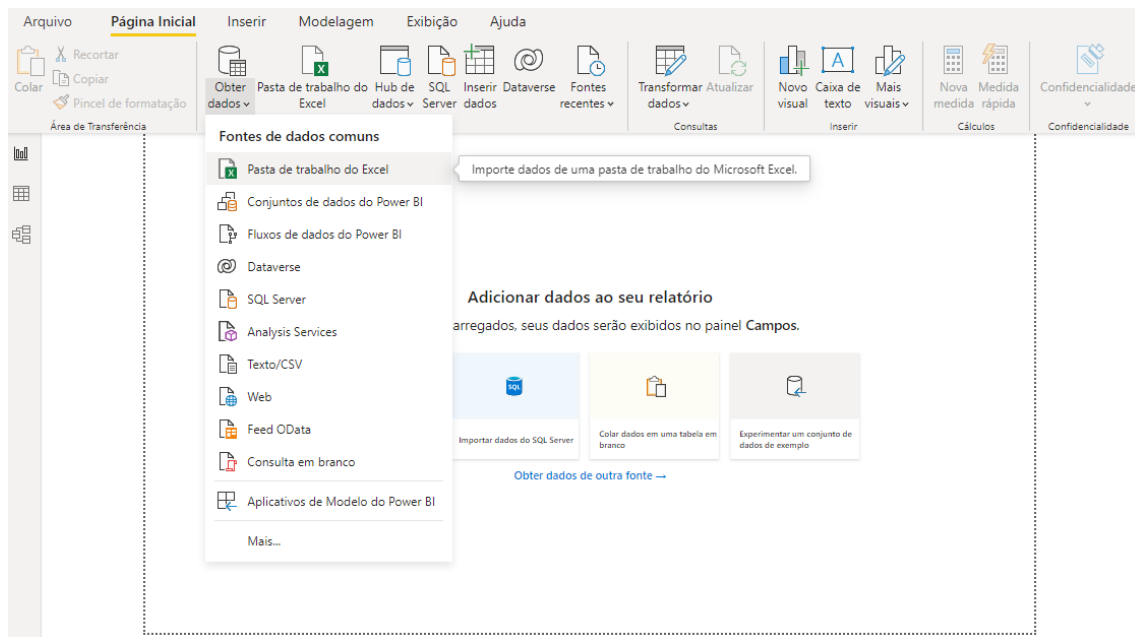 Arquivo Página Inicial Inserir Modelagem Exibição Ajuda
Colar
Recortar
Copiar
Pincel de formatação
Área de Transferência
Obter dados
Pasta de trabalho do Excel
Hub de dados
SQL Server
Inserir dados
Dataverse
Fontes recentes
Transformar dados
Atualizar
Consultas
Novo visual
A
Caixa de texto
Mais visuais
Inserir
Nova medida
Medida rápida
Cálculos
Confidencialidade
Confidencialidade
Fontes de dados comuns
Pasta de trabalho do Excel
Importe dados de uma pasta de trabalho do Microsoft Excel.
Conjuntos de dados do Power BI
Fluxos de dados do Power BI
Dataverse
SQL Server
Analysis Services
Texto/CSV
Web
Feed OData
Consulta em branco
Aplicativos de Modelo do Power BI
Mais...
Adicionar dados ao seu relatório
arregados, seus dados serão exibidos no painel Campos.
SQL
Importar dados do SQL Server
Colar dados em uma tabela em
branco
Experimentar um conjunto de
dados de exemplo
Obter dados de outra fonte →